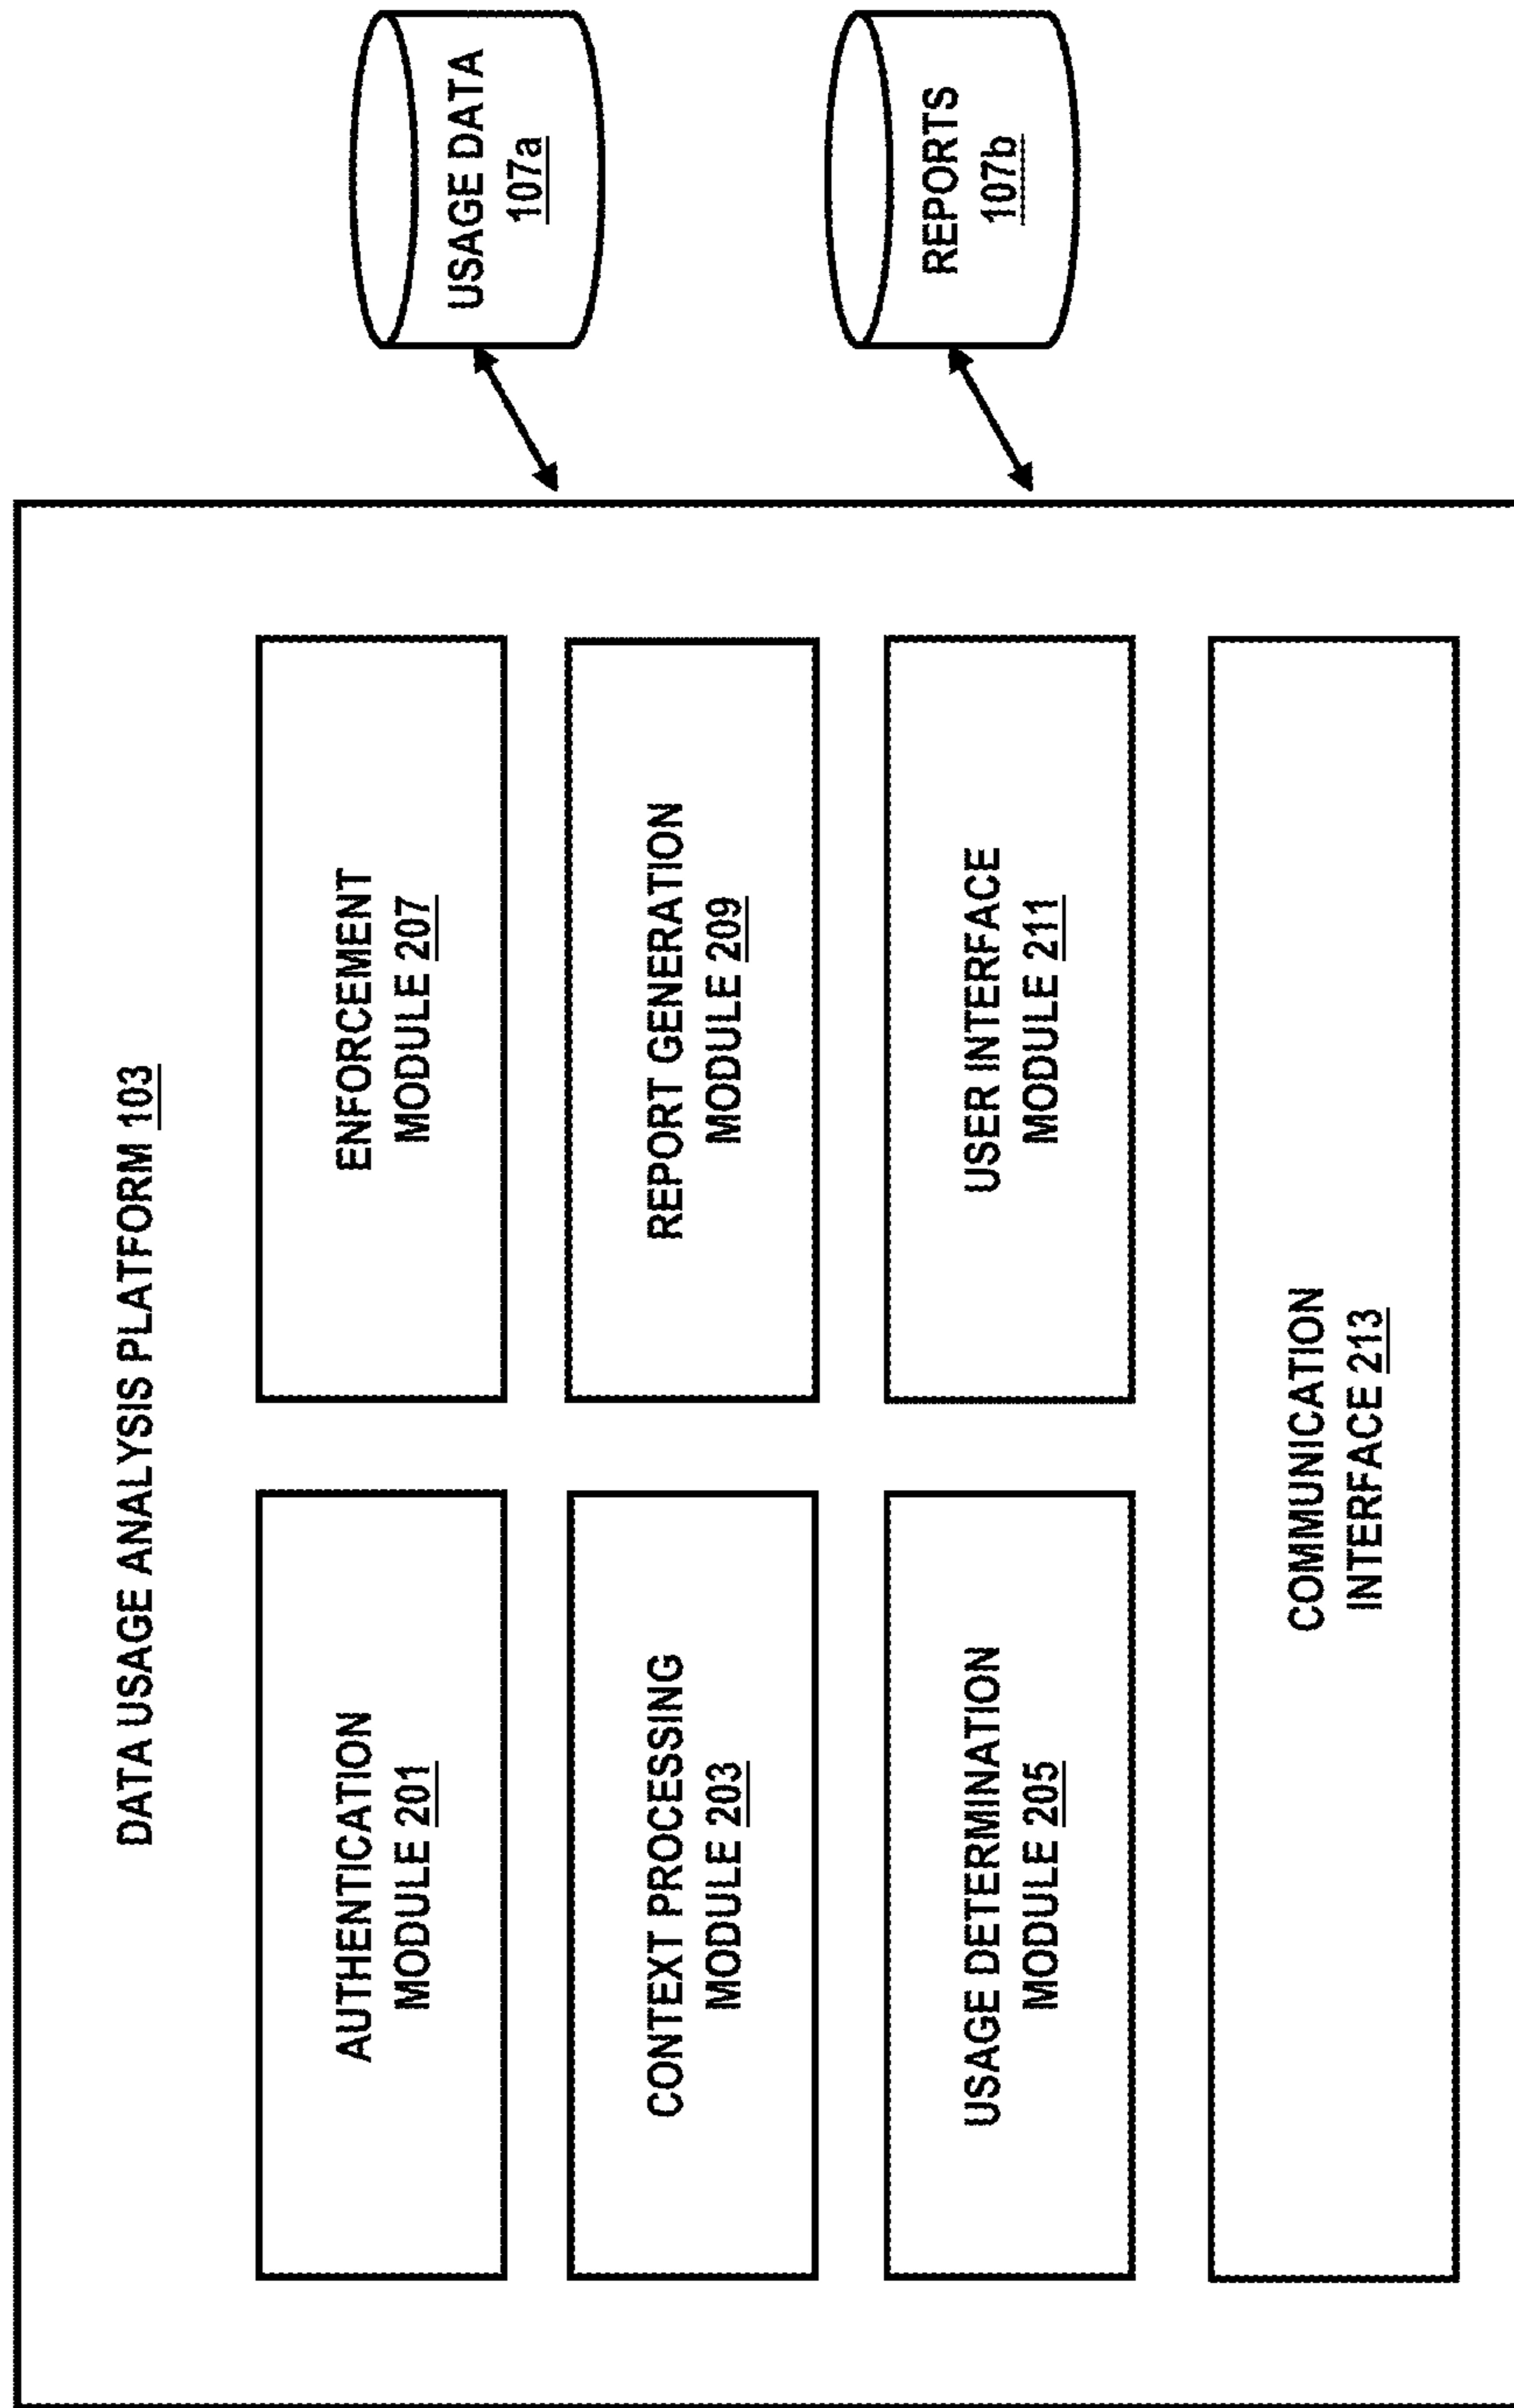 DATA USAGE ANALYSIS PLATFORM 103
AUTHENTICATION
MODULE 201
CONTEXT PROCESSING
MODULE 203
USAGE DETERMINATION
MODULE 205
ENFORCEMENT
MODULE 207
REPORT GENERATION
MODULE 209
USER INTERFACE
MODULE 211
COMMUNICATION
INTERFACE 213
USAGE DATA
107a
REPORTS
107b